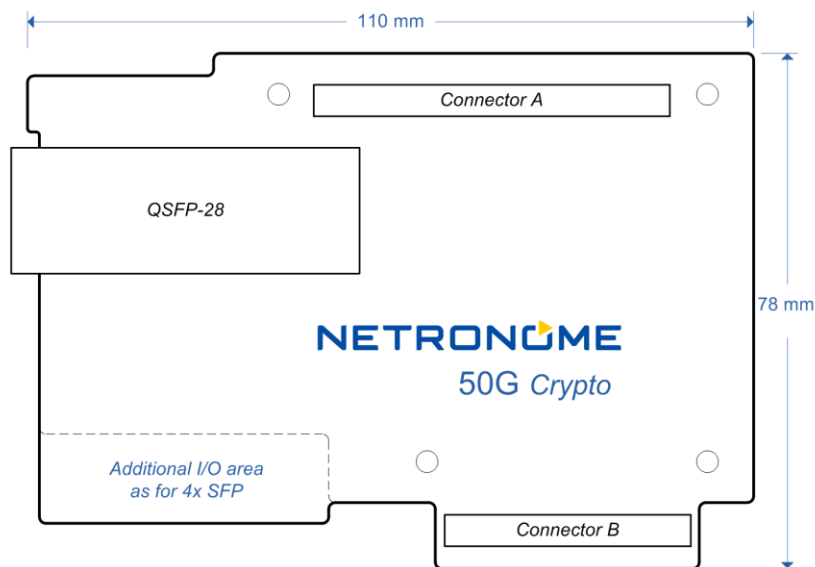 110 mm
Connector A
QSFP-28
78 mm
NETRONOME
50G Crypto
Additional I/O area
as for 4x SFP
Connector B